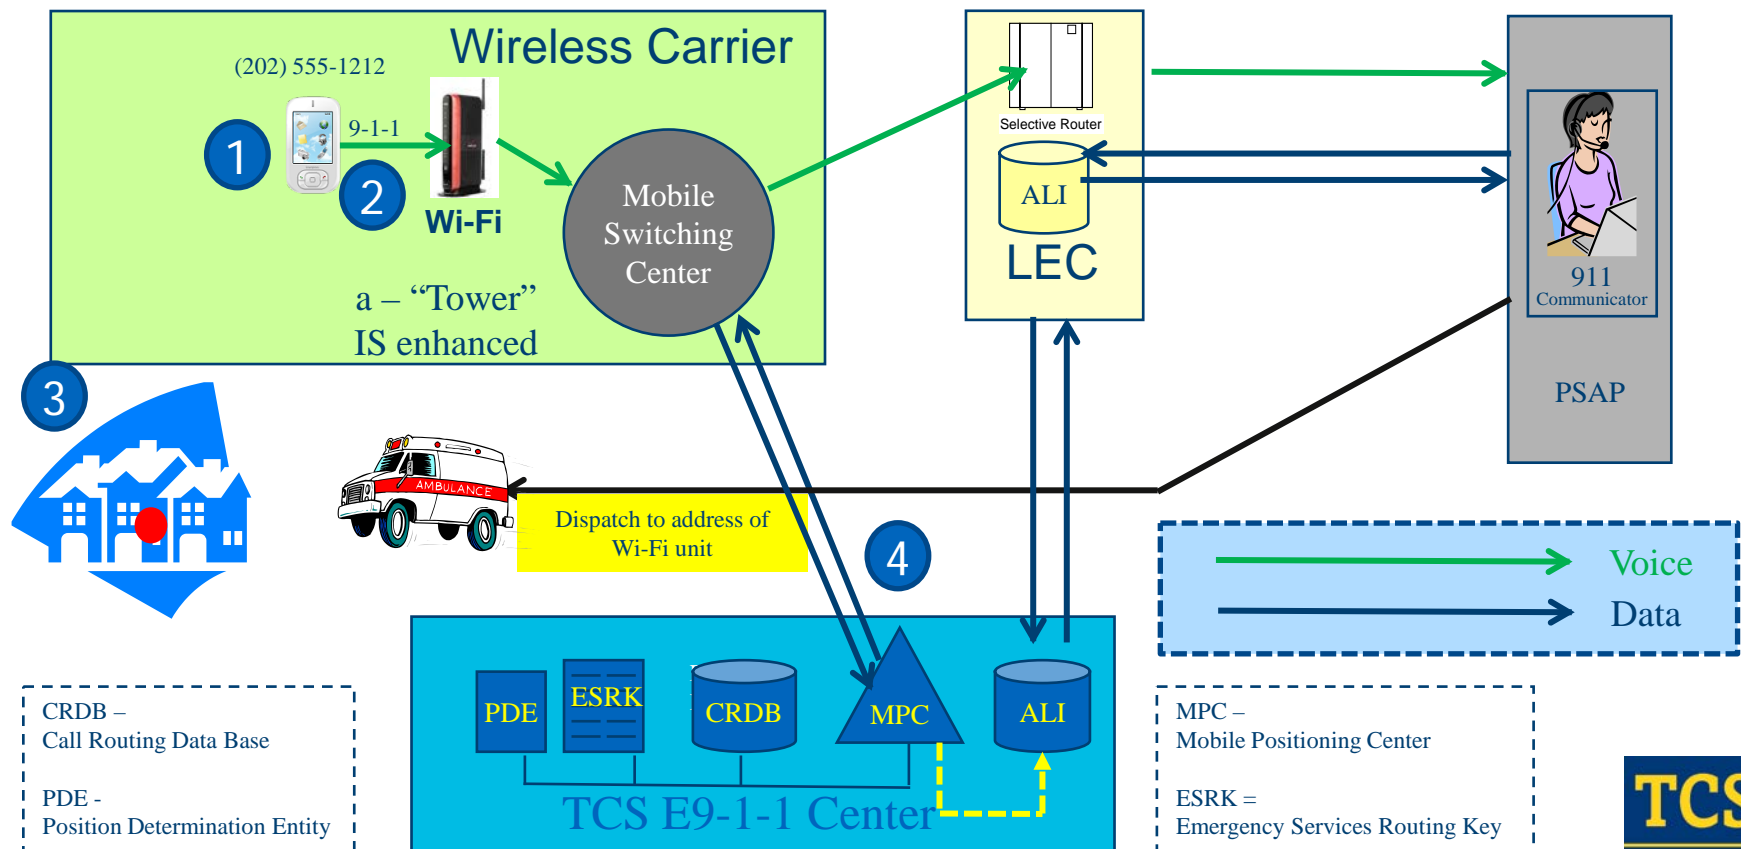 Wireless Carrier
(202) 555-1212
9-1-1
1
2
Wi-Fi
Mobile
Switching
Center
a – “Tower”
IS enhanced
Selective Router
ALI
LEC
911
Communicator
PSAP
3
AMBULANCE
Dispatch to address of
Wi-Fi unit
4
Voice
Data
PDE
ESRK
CRDB
MPC
ALI
TCS E9-1-1 Center
CRDB –
Call Routing Data Base
PDE -
Position Determination Entity
MPC –
Mobile Positioning Center
ESRK =
Emergency Services Routing Key
TCS